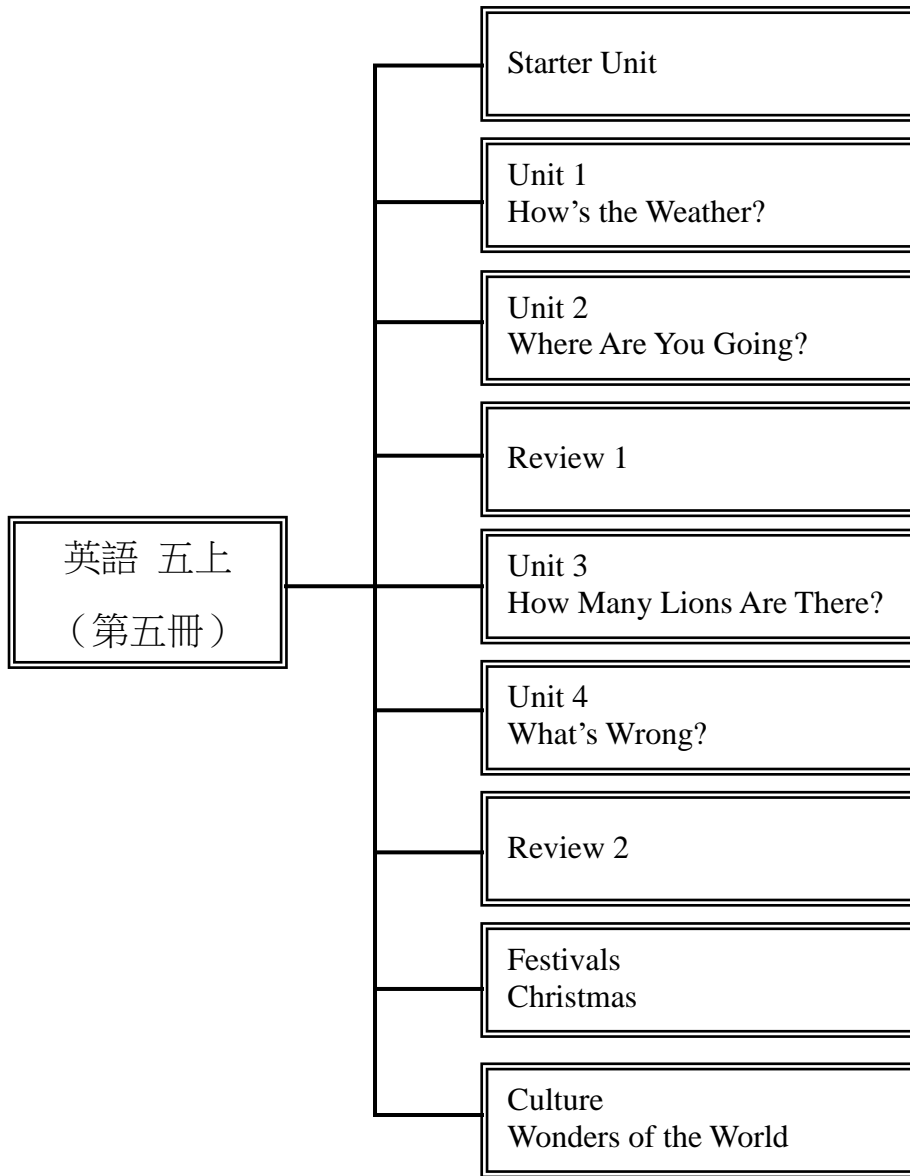 Starter Unit
Unit 1
How's the Weather?
Unit 2
Where Are You Going?
Review 1
英語 五上
（第五冊）
Unit 3
How Many Lions Are There?
Unit 4
What's Wrong?
Review 2
Festivals
Christmas
Culture
Wonders of the World